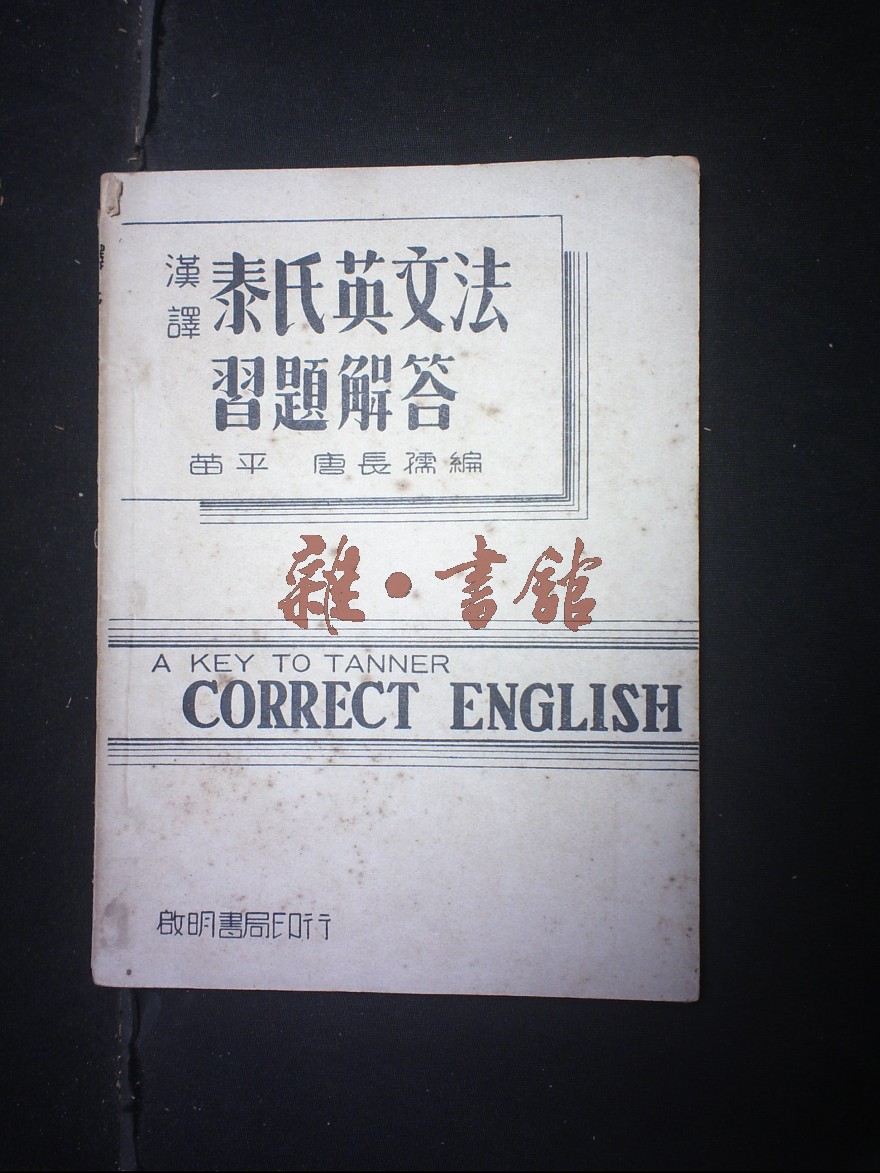 漢譯 泰氏英文法
習題解答
苗平 唐長孺編
雜·書館
A KEY TO TANNER
CORRECT ENGLISH
啟明書局印行